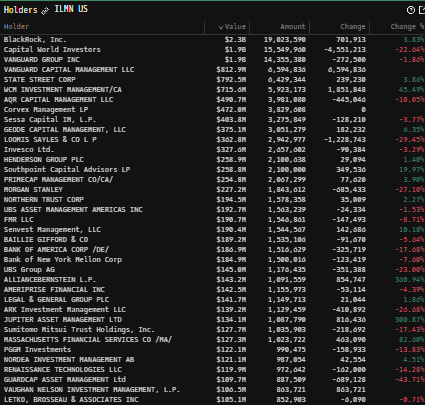 Holders ILMN US
Holder Value Amount Change Change %
BlackRock, Inc. $2.3B 19,023,590 701,913 3.83%
Capital World Investors $1.9B 15,549,960 -4,551,213 -22.64%
VANGUARD GROUP INC $1.9B 14,355,380 -272,500 -1.86%
VANGUARD CAPITAL MANAGEMENT LLC $812.9M 6,594,836 6,594,836
STATE STREET CORP $792.5M 6,429,344 239,230 3.86%
WCM INVESTMENT MANAGEMENT/CA $715.6M 5,923,173 1,851,848 45.49%
AQR CAPITAL MANAGEMENT LLC $490.7M 3,981,080 -445,046 -10.05%
Corvex Management LP $472.0M 3,829,608 0
Sessa Capital IM, L.P. $403.8M 3,275,849 -128,210 -3.77%
GEODE CAPITAL MANAGEMENT, LLC $375.1M 3,051,279 182,232 6.35%
LOOMIS SAYLES & CO L P $362.8M 2,942,977 -1,228,743 -29.45%
Invesco Ltd. $327.6M 2,657,602 -90,384 -3.29%
HENDERSON GROUP PLC $258.9M 2,100,638 29,094 1.40%
Southpoint Capital Advisors LP $258.8M 2,100,000 349,536 19.97%
PRIMECAP MANAGEMENT CO/CA/ $254.8M 2,067,299 77,620 3.90%
MORGAN STANLEY $227.2M 1,843,612 -685,433 -27.10%
NORTHERN TRUST CORP $194.5M 1,578,358 35,009 2.27%
UBS ASSET MANAGEMENT AMERICAS INC $192.7M 1,563,239 -24,334 -1.53%
FMR LLC $190.7M 1,546,861 -147,493 -8.71%
Senvest Management, LLC $190.4M 1,544,567 142,686 10.18%
BAILLIE GIFFORD & CO $189.2M 1,535,106 -91,670 -5.64%
BANK OF AMERICA CORP /DE/ $186.9M 1,516,629 -325,719 -17.68%
Bank of New York Mellon Corp $184.9M 1,500,016 -123,419 -7.60%
UBS Group AG $145.0M 1,176,435 -351,388 -23.00%
ALLIANCEBERNSTEIN L.P. $143.2M 1,091,559 854,747 360.94%
AMERIPRISE FINANCIAL INC $142.5M 1,155,973 -53,114 -4.39%
LEGAL & GENERAL GROUP PLC $141.7M 1,149,713 21,044 1.86%
ARK Investment Management LLC $139.2M 1,129,459 -410,892 -26.68%
JUPITER ASSET MANAGEMENT LTD $134.1M 1,087,790 816,436 300.87%
Sumitomo Mitsui Trust Holdings, Inc. $127.7M 1,035,903 -218,692 -17.43%
MASSACHUSETTS FINANCIAL SERVICES CO /MA/ $127.3M 1,023,722 463,090 82.60%
PGGM Investments $122.1M 990,475 -158,933 -13.83%
NORDEA INVESTMENT MANAGEMENT AB $121.1M 987,054 42,554 4.51%
RENAISSANCE TECHNOLOGIES LLC $119.9M 972,642 -162,000 -14.28%
GUARDCAP ASSET MANAGEMENT Ltd $109.7M 887,509 -689,128 -43.71%
VAUGHAN NELSON INVESTMENT MANAGEMENT, L.P. $106.5M 863,721 863,721
LETKO, BROSSEAU & ASSOCIATES INC $105.1M 852,903 -6,090 -0.71%